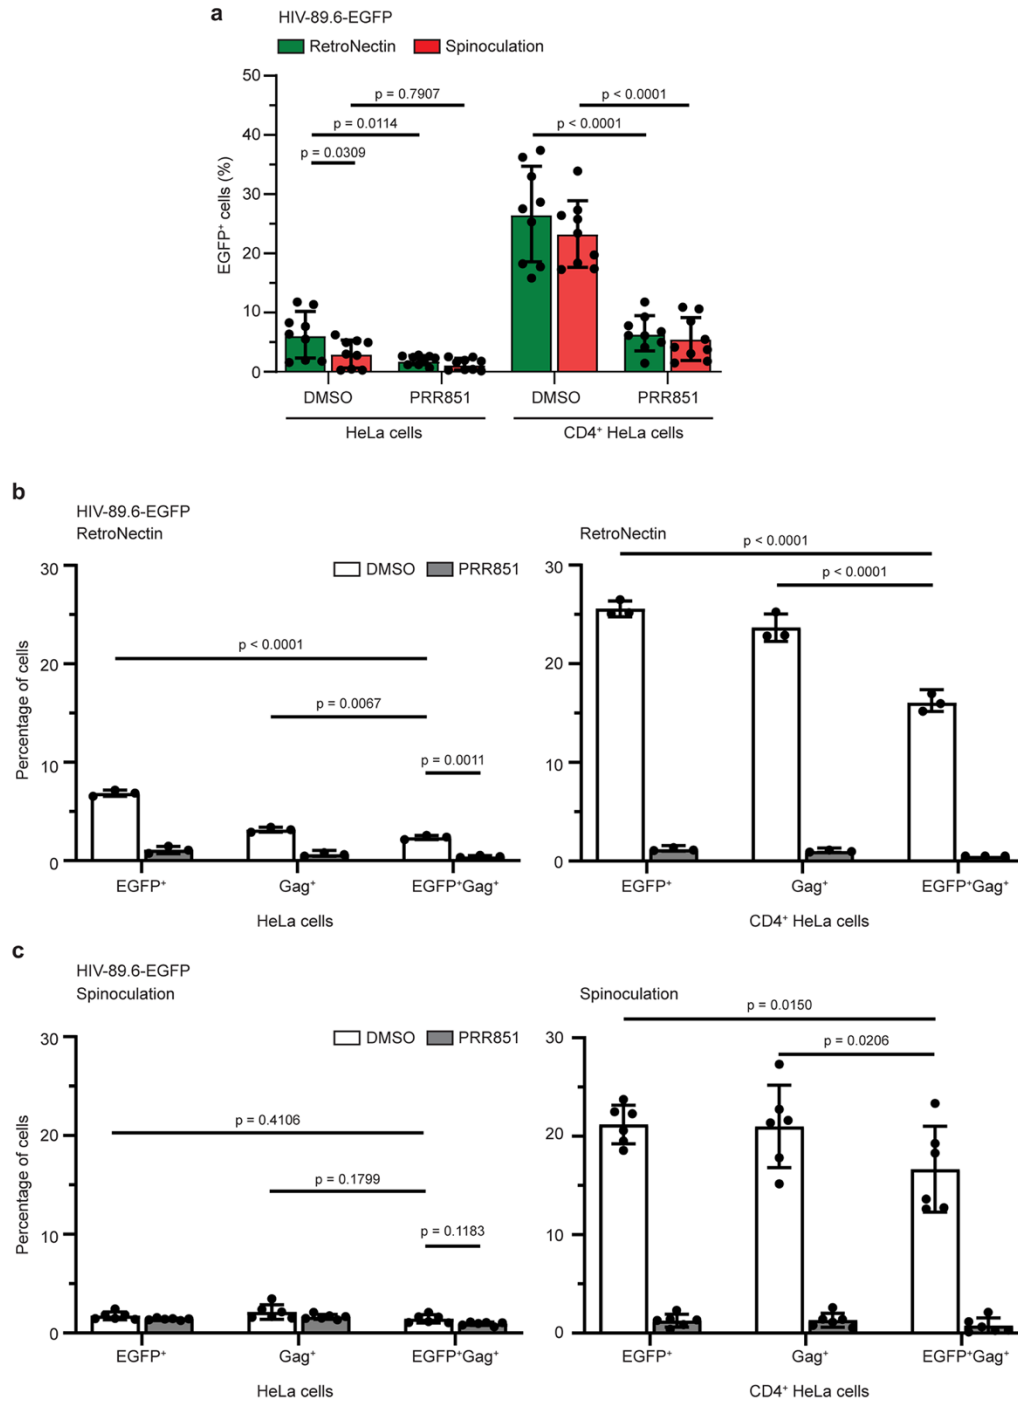 a
HIV-89.6-EGFP
RetroNectin Spinoculation
EGFP⁺ cells (%)
50
40
30
20
10
0
p = 0.7907
p = 0.0114
p = 0.0309
p < 0.0001
p < 0.0001
DMSO PRR851 DMSO PRR851
HeLa cells CD4⁺ HeLa cells
b
HIV-89.6-EGFP
RetroNectin
DMSO PRR851
Percentage of cells
30
20
10
0
p < 0.0001
p = 0.0067
p = 0.0011
EGFP⁺ Gag⁺ EGFP⁺Gag⁺
HeLa cells
RetroNectin
30
20
10
0
p < 0.0001
p < 0.0001
EGFP⁺ Gag⁺ EGFP⁺Gag⁺
CD4⁺ HeLa cells
c
HIV-89.6-EGFP
Spinoculation
DMSO PRR851
Percentage of cells
30
20
10
0
p = 0.4106
p = 0.1799
p = 0.1183
EGFP⁺ Gag⁺ EGFP⁺Gag⁺
HeLa cells
Spinoculation
30
20
10
0
p = 0.0150
p = 0.0206
EGFP⁺ Gag⁺ EGFP⁺Gag⁺
CD4⁺ HeLa cells